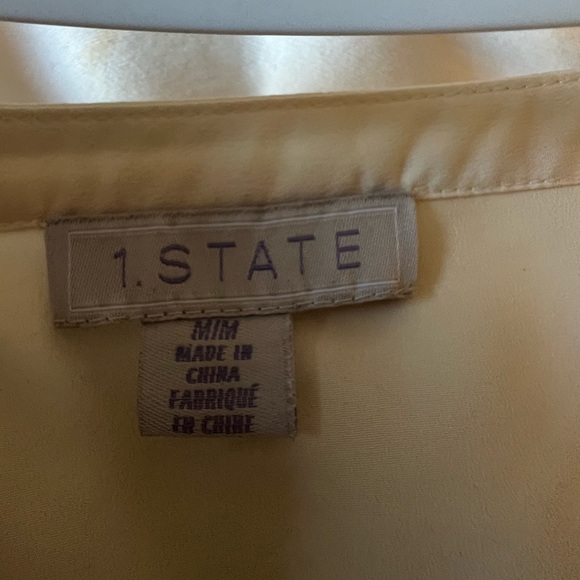 1.STATE
M/M
MADE IN
CHINA
FABRIQUÉ
EN CHINE